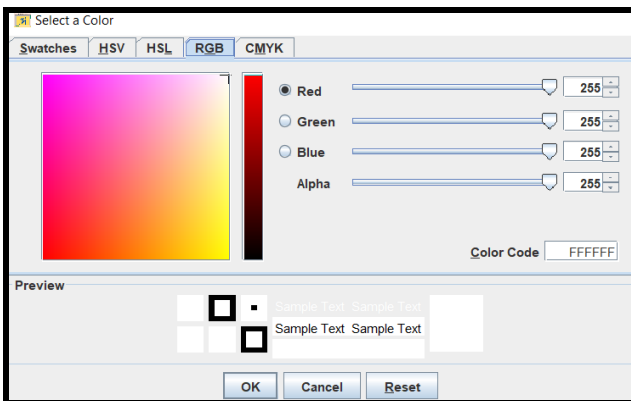 Select a Color
Swatches HSV HSL RGB CMYK
Red 255
Green 255
Blue 255
Alpha 255
Color Code FFFFFF
Preview
Sample Text Sample Text
Sample Text Sample Text
OK Cancel Reset